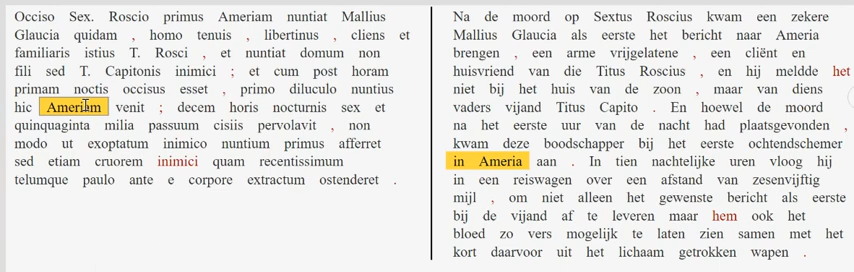 Occiso Sex. Roscio primus Ameriam nuntiat Mallius
Glaucia quidam , homo tenuis , libertinus , cliens et
familiaris istius T. Rosci , et nuntiat domum non
fili sed T. Capitonis inimici ; et cum post horam
primam noctis occisus esset , primo diluculo nuntius
hic Ameriam venit ; decem horis nocturnis sex et
quinquaginta milia passuum cisiis pervolavit , non
modo ut exoptatum inimico nuntium primus afferret
sed etiam cruorem inimici quam recentissimum
telumque paulo ante e corpore extractum ostenderet .
Na de moord op Sextus Roscius kwam een zekere
Mallius Glaucia als eerste het bericht naar Ameria
brengen , een arme vrijgelatene , een cliënt en
huisvriend van die Titus Roscius , en hij meldde het
niet bij het huis van de zoon , maar van diens
vaders vijand Titus Capito . En hoewel de moord
na het eerste uur van de nacht had plaatsgevonden ,
kwam deze boodschapper bij het eerste ochtendschemer
in Ameria aan . In tien nachtelijke uren vloog hij
in een reiswagen over een afstand van zesenvijftig
mijl , om niet alleen het gewenste bericht als eerste
bij de vijand af te leveren maar hem ook het
bloed zo vers mogelijk te laten zien samen met het
kort daarvoor uit het lichaam getrokken wapen .